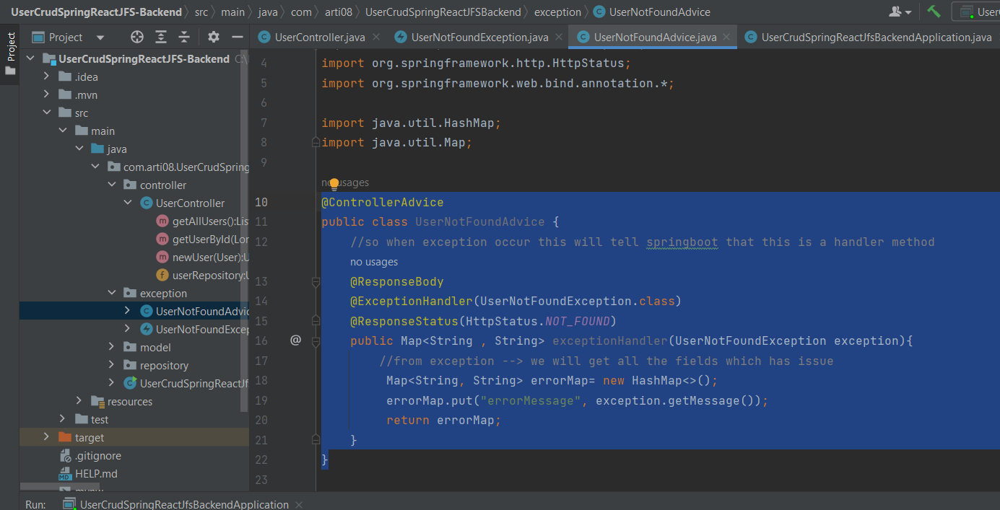 UserCrudSpringReactJFS-Backend src main java com arti08 UserCrudSpringReactJFSBackend exception UserNotFoundAdvice
Project
Project
UserController.java UserNotFoundException.java UserNotFoundAdvice.java UserCrudSpringReactJfsBackendApplication.java
UserCrudSpringReactJFS-Backend
.idea
.mvn
src
main
java
com.arti08.UserCrudSpring
controller
UserController
getAllUsers():Lis
getUserById(Lon
newUser(User):U
userRepository:U
exception
UserNotFoundAdvic
UserNotFoundExcep
model
repository
UserCrudSpringReactJf
resources
test
target
.gitignore
HELP.md
4 import org.springframework.http.HttpStatus;
5 import org.springframework.web.bind.annotation.*;
6
7 import java.util.HashMap;
8 import java.util.Map;
9
no usages
10 @ControllerAdvice
11 public class UserNotFoundAdvice {
12 //so when exception occur this will tell springboot that this is a handler method
no usages
13 @ResponseBody
14 @ExceptionHandler(UserNotFoundException.class)
15 @ResponseStatus(HttpStatus.NOT_FOUND)
16 @ public Map<String , String> exceptionHandler(UserNotFoundException exception){
17 //from exception --> we will get all the fields which has issue
18 Map<String, String> errorMap= new HashMap<>();
19 errorMap.put("errorMessage", exception.getMessage());
20 return errorMap;
21 }
22 }
23
Run: UserCrudSpringReactJfsBackendApplication